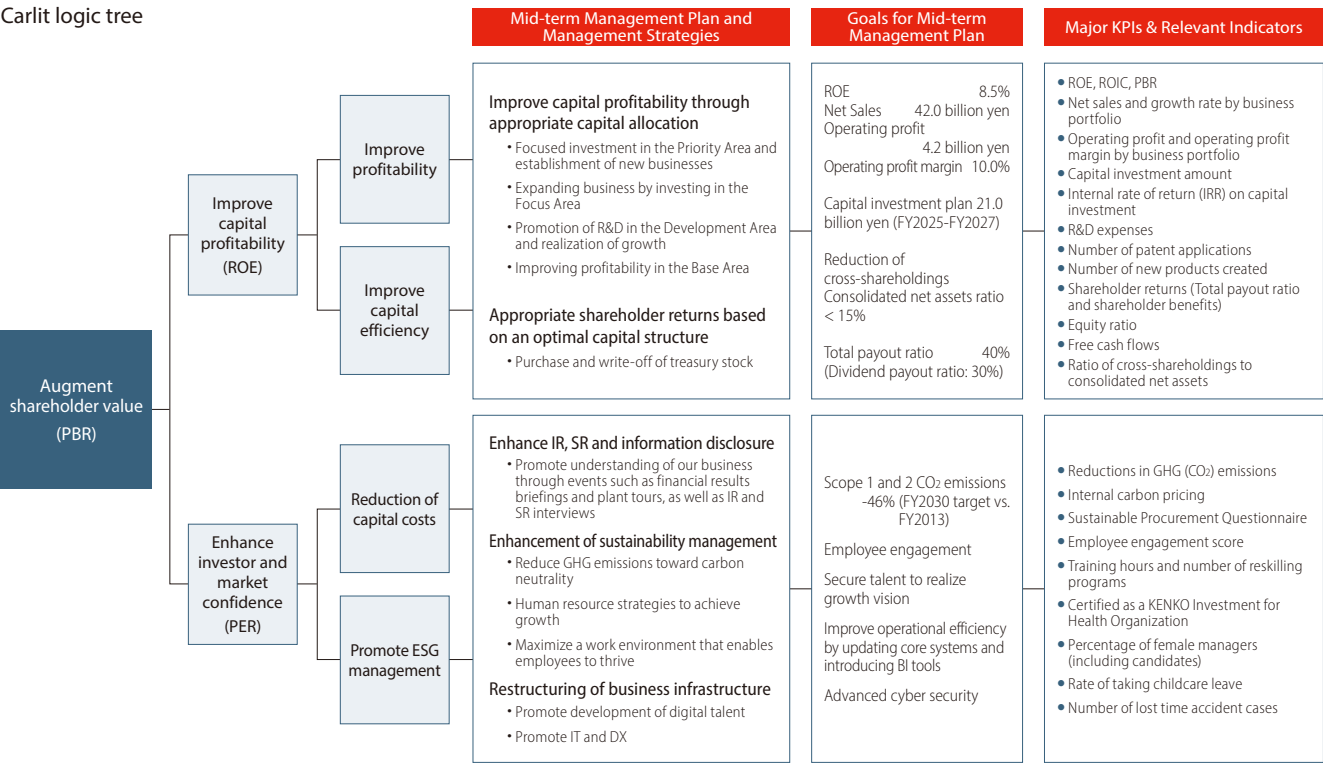 Carlit logic tree
Mid-term Management Plan and
Management Strategies
Goals for Mid-term
Management Plan
Major KPIs & Relevant Indicators
Augment
shareholder value
(PBR)
Improve
capital
profitability
(ROE)
Enhance
investor and
market
confidence
(PER)
Improve
profitability
Improve
capital
efficiency
Reduction of
capital costs
Promote ESG
management
Improve capital profitability through
appropriate capital allocation
• Focused investment in the Priority Area and
establishment of new businesses
• Expanding business by investing in the
Focus Area
• Promotion of R&D in the Development Area
and realization of growth
• Improving profitability in the Base Area
Appropriate shareholder returns based
on an optimal capital structure
• Purchase and write-off of treasury stock
ROE 8.5%
Net Sales 42.0 billion yen
Operating profit
4.2 billion yen
Operating profit margin 10.0%
Capital investment plan 21.0
billion yen (FY2025-FY2027)
Reduction of
cross-shareholdings
Consolidated net assets ratio
< 15%
Total payout ratio 40%
(Dividend payout ratio: 30%)
• ROE, ROIC, PBR
• Net sales and growth rate by business
portfolio
• Operating profit and operating profit
margin by business portfolio
• Capital investment amount
• Internal rate of return (IRR) on capital
investment
• R&D expenses
• Number of patent applications
• Number of new products created
• Shareholder returns (Total payout ratio
and shareholder benefits)
• Equity ratio
• Free cash flows
• Ratio of cross-shareholdings to
consolidated net assets
Enhance IR, SR and information disclosure
• Promote understanding of our business
through events such as financial results
briefings and plant tours, as well as IR and
SR interviews
Enhancement of sustainability management
• Reduce GHG emissions toward carbon
neutrality
• Human resource strategies to achieve
growth
• Maximize a work environment that enables
employees to thrive
Restructuring of business infrastructure
• Promote development of digital talent
• Promote IT and DX
Scope 1 and 2 CO₂ emissions
-46% (FY2030 target vs.
FY2013)
Employee engagement
Secure talent to realize
growth vision
Improve operational efficiency
by updating core systems and
introducing BI tools
Advanced cyber security
• Reductions in GHG (CO₂) emissions
• Internal carbon pricing
• Sustainable Procurement Questionnaire
• Employee engagement score
• Training hours and number of reskilling
programs
• Certified as a KENKO Investment for
Health Organization
• Percentage of female managers
(including candidates)
• Rate of taking childcare leave
• Number of lost time accident cases